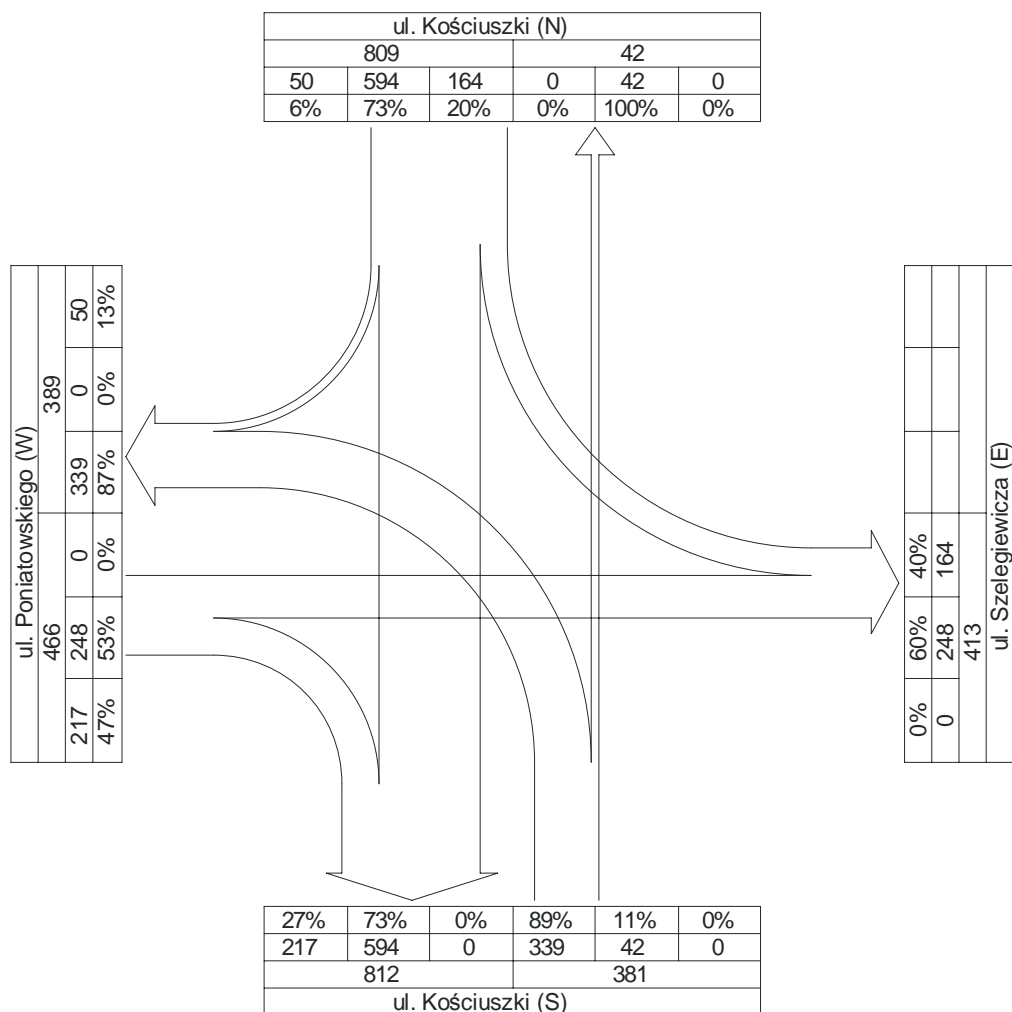 ul. Kościuszki (N)
809 42
50 594 164 0 42 0
6% 73% 20% 0% 100% 0%
ul. Poniatowskiego (W)
466 389
217 248 0 339 0 50
47% 53% 0% 87% 0% 13%
0% 60% 40%
0 248 164
413
ul. Szelegiewicza (E)
27% 73% 0% 89% 11% 0%
217 594 0 339 42 0
812 381
ul. Kościuszki (S)